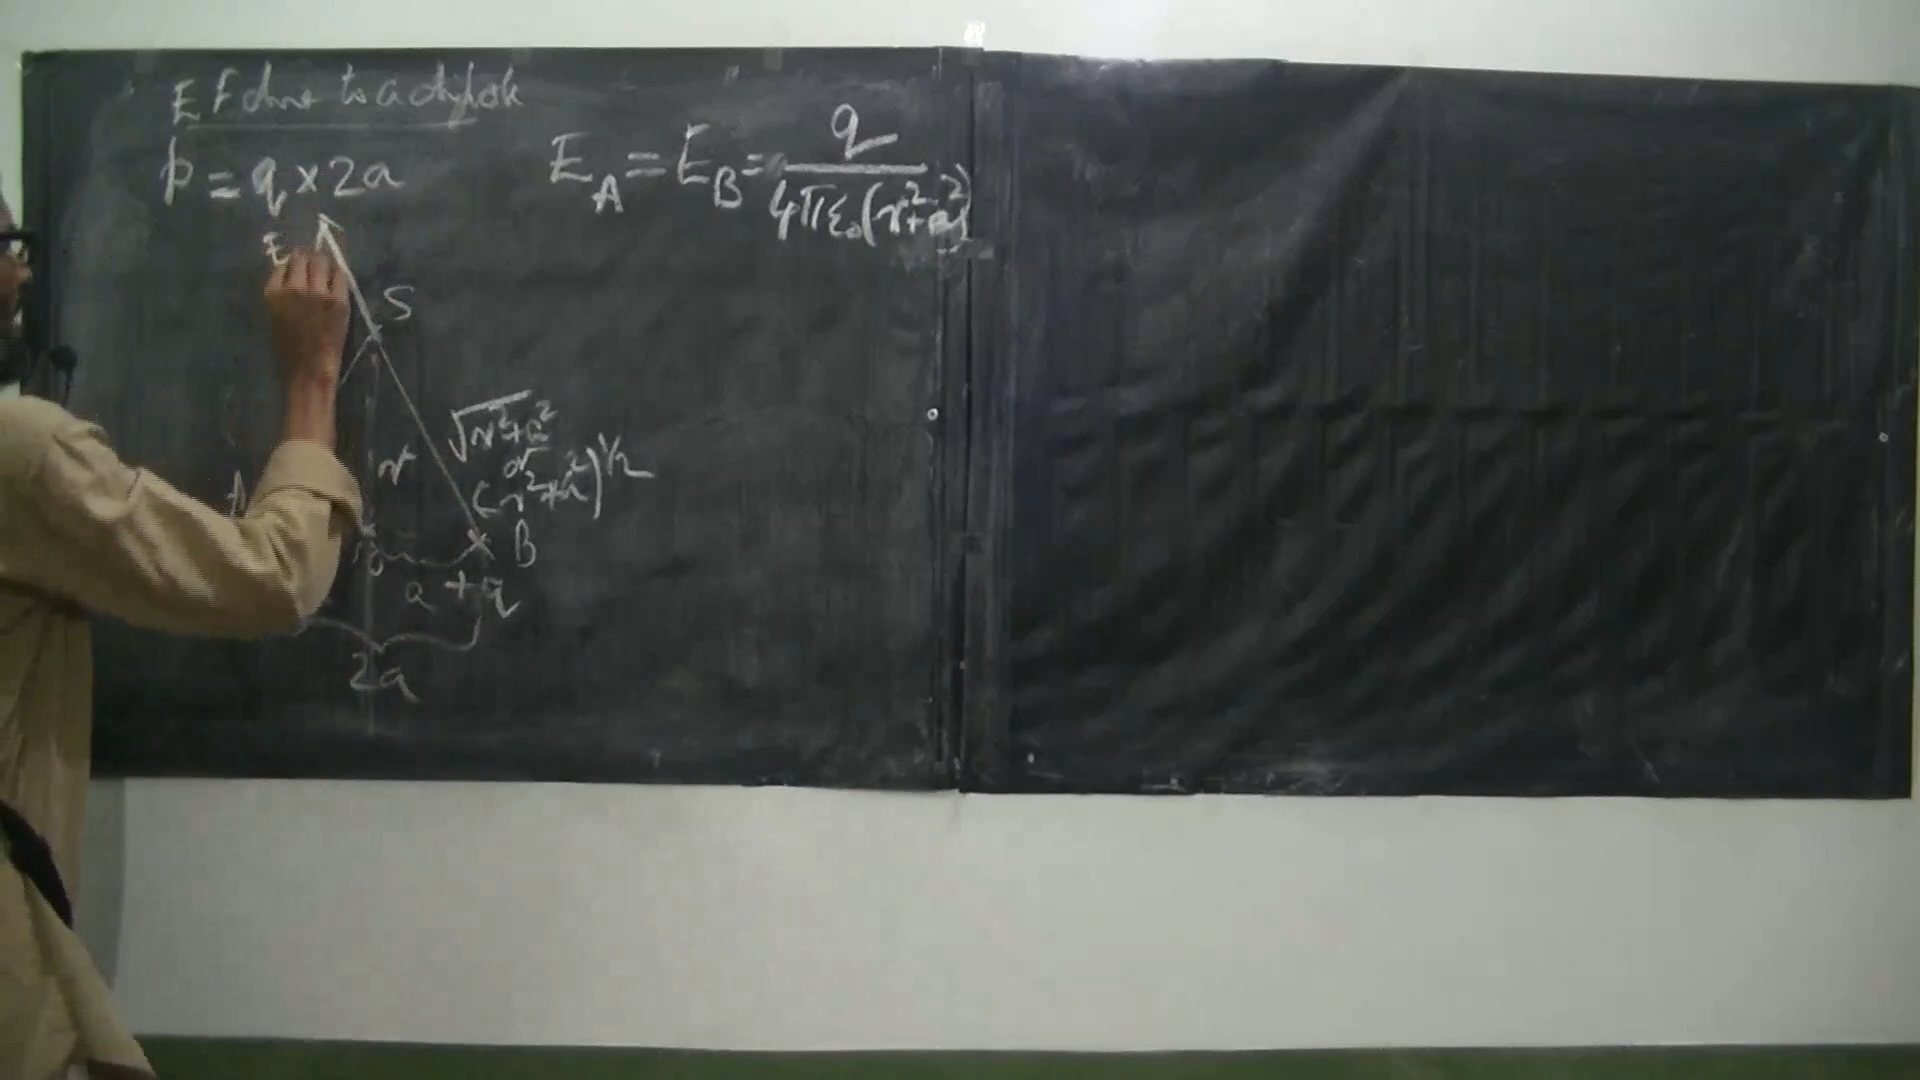 E F due to a dipole
p = q × 2a
E_A = E_B = q / 4πε₀(r²+a²)
E
S
√r²+a²
or
(r²+a²)^1/2
r
A
B
o
a
+q
2a